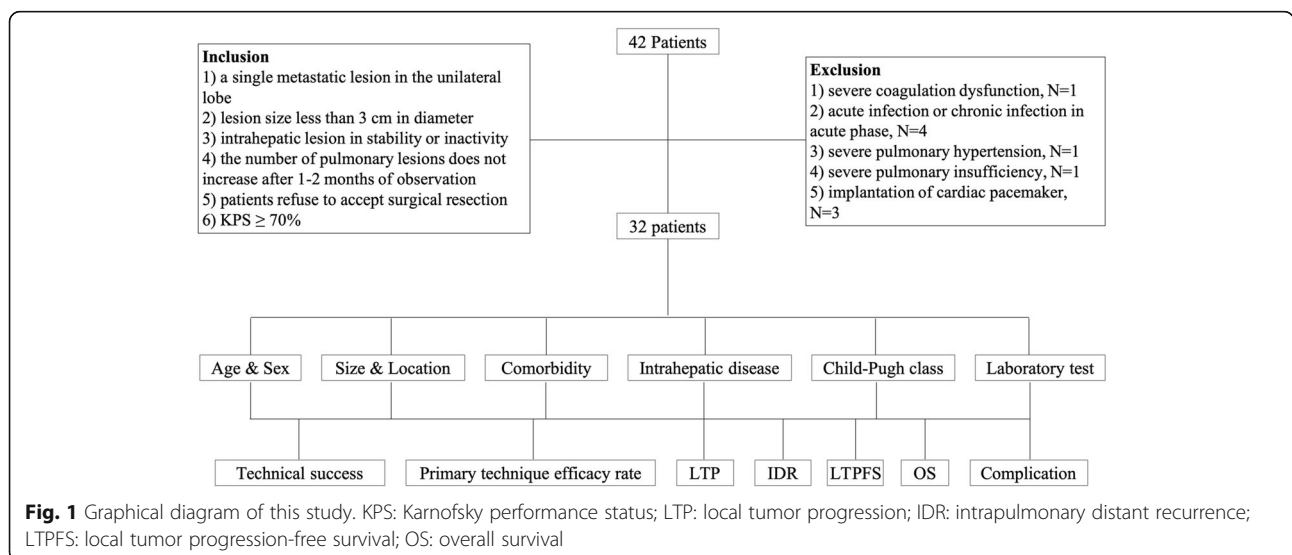 42 Patients
Inclusion
1) a single metastatic lesion in the unilateral
lobe
2) lesion size less than 3 cm in diameter
3) intrahepatic lesion in stability or inactivity
4) the number of pulmonary lesions does not
increase after 1-2 months of observation
5) patients refuse to accept surgical resection
6) KPS ≥ 70%
Exclusion
1) severe coagulation dysfunction, N=1
2) acute infection or chronic infection in
acute phase, N=4
3) severe pulmonary hypertension, N=1
4) severe pulmonary insufficiency, N=1
5) implantation of cardiac pacemaker,
N=3
32 patients
Age & Sex
Size & Location
Comorbidity
Intrahepatic disease
Child-Pugh class
Laboratory test
Technical success
Primary technique efficacy rate
LTP
IDR
LTPFS
OS
Complication
Fig. 1 Graphical diagram of this study. KPS: Karnofsky performance status; LTP: local tumor progression; IDR: intrapulmonary distant recurrence;
LTPFS: local tumor progression-free survival; OS: overall survival